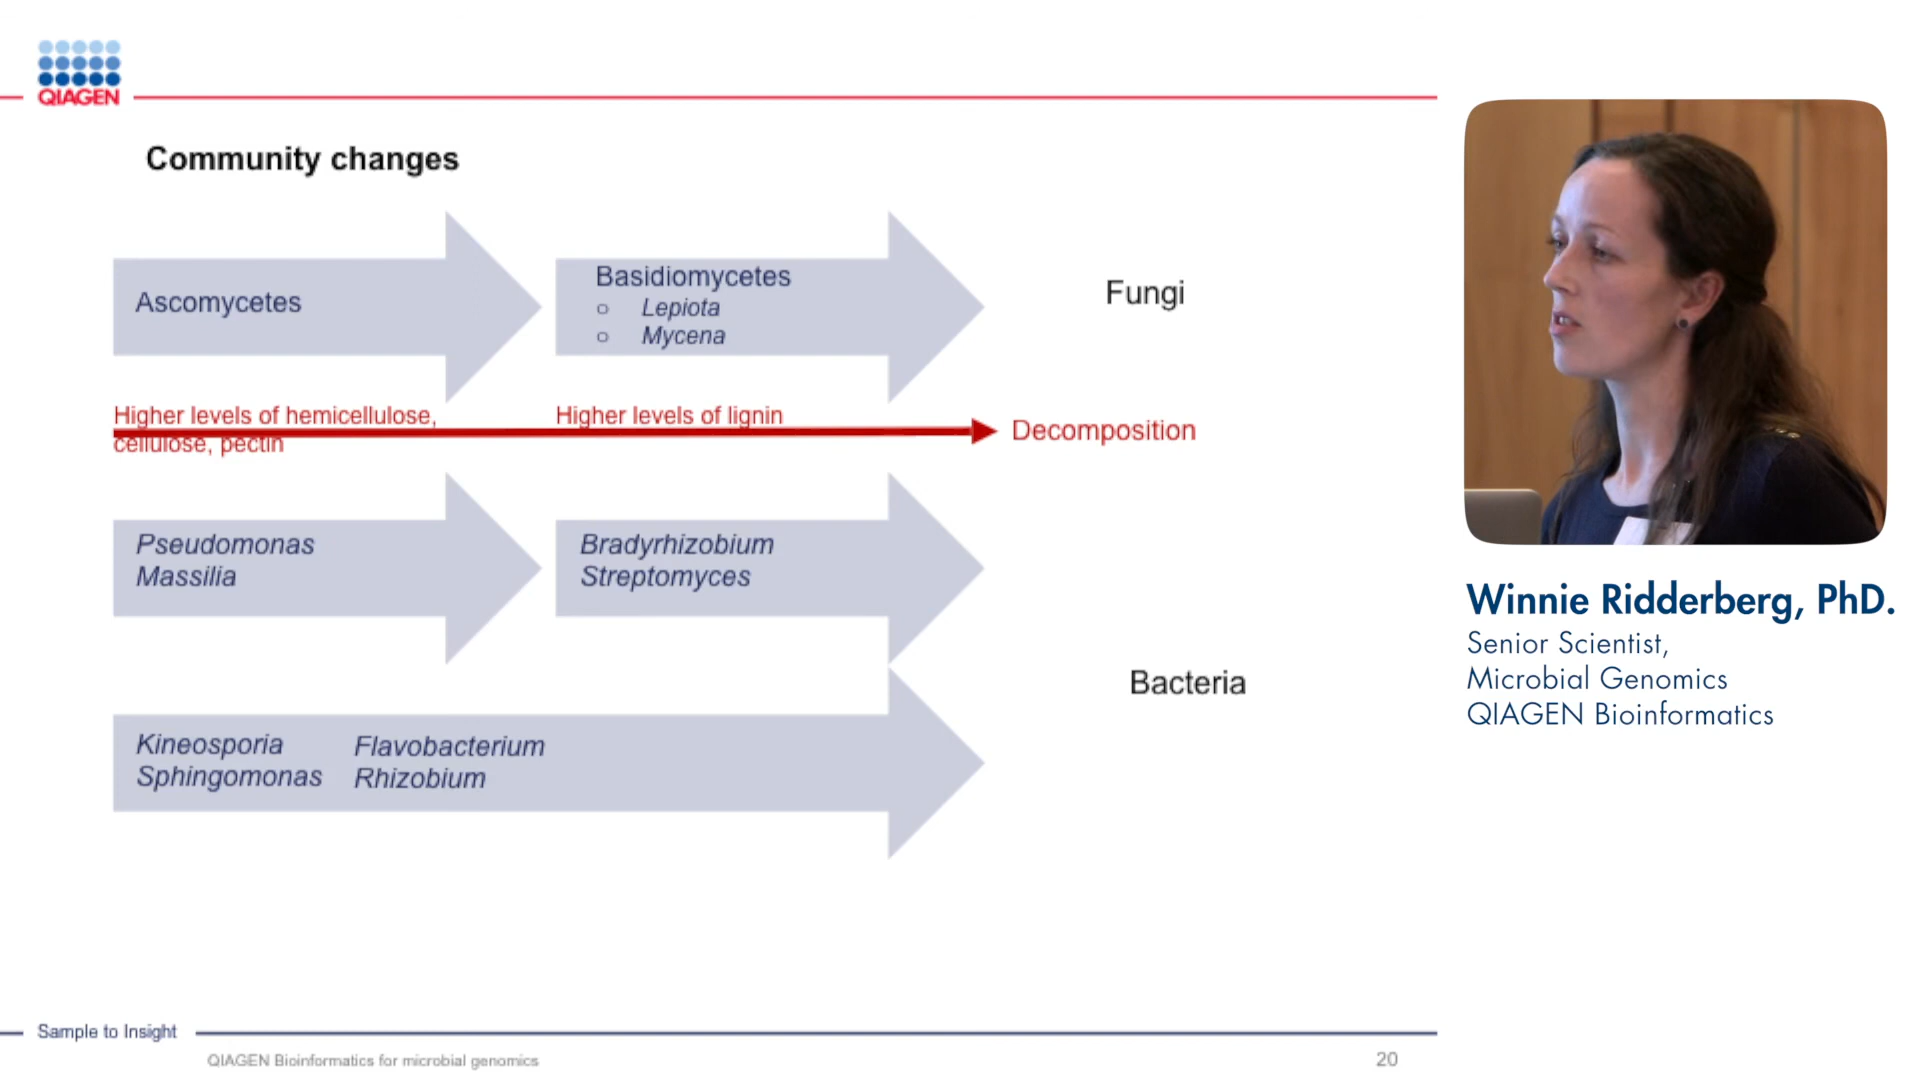 QIAGEN
Community changes
Ascomycetes
Basidiomycetes
o Lepiota
o Mycena
Fungi
Higher levels of hemicellulose,
cellulose, pectin
Higher levels of lignin
Decomposition
Pseudomonas
Massilia
Bradyrhizobium
Streptomyces
Bacteria
Kineosporia Flavobacterium
Sphingomonas Rhizobium
Sample to Insight
QIAGEN Bioinformatics for microbial genomics
20
Winnie Ridderberg, PhD.
Senior Scientist,
Microbial Genomics
QIAGEN Bioinformatics